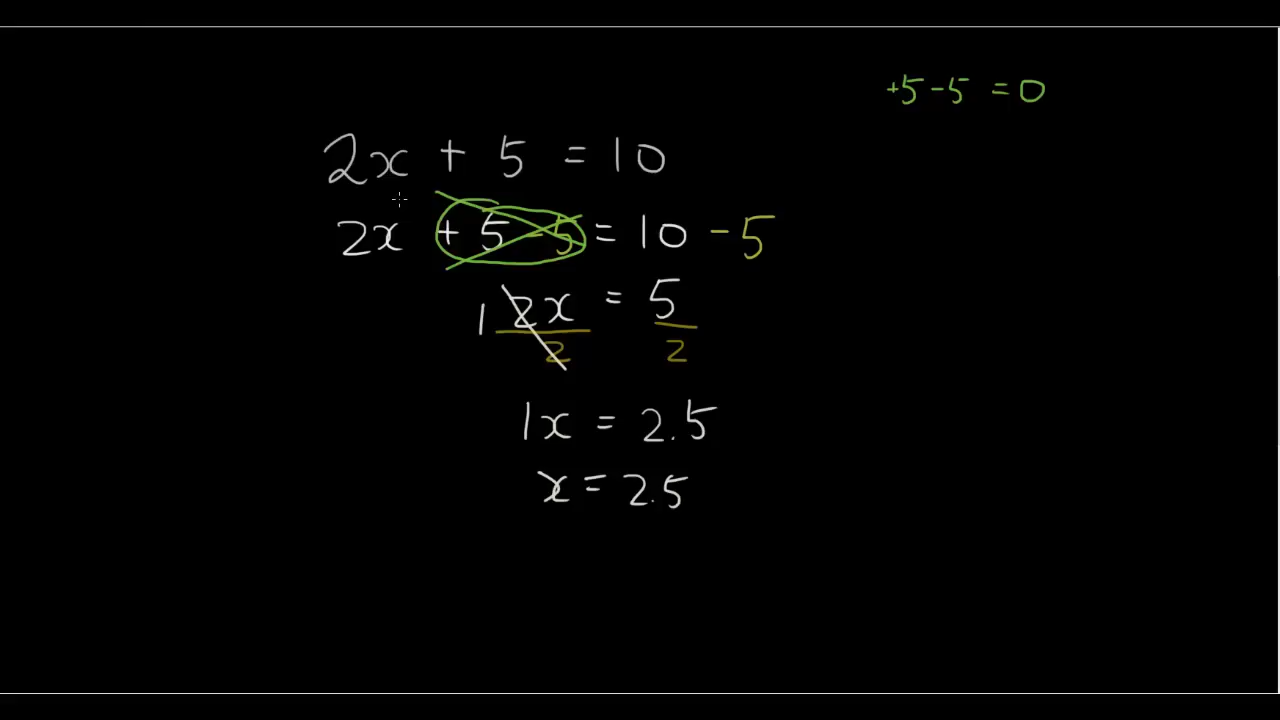 +5 - 5 = 0
2x + 5 = 10
2x + 5 - 5 = 10 - 5
1 2x = 5
2 2
1x = 2.5
x = 2.5